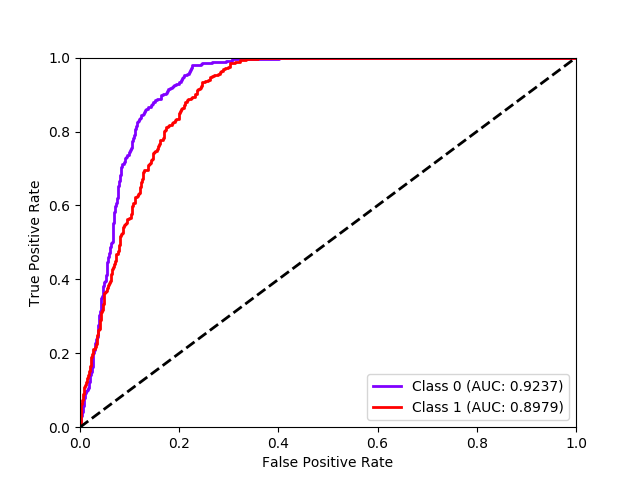 1.0
0.8
0.6
0.4
0.2
0.0
True Positive Rate
Class 0 (AUC: 0.9237)
Class 1 (AUC: 0.8979)
0.0 0.2 0.4 0.6 0.8 1.0
False Positive Rate